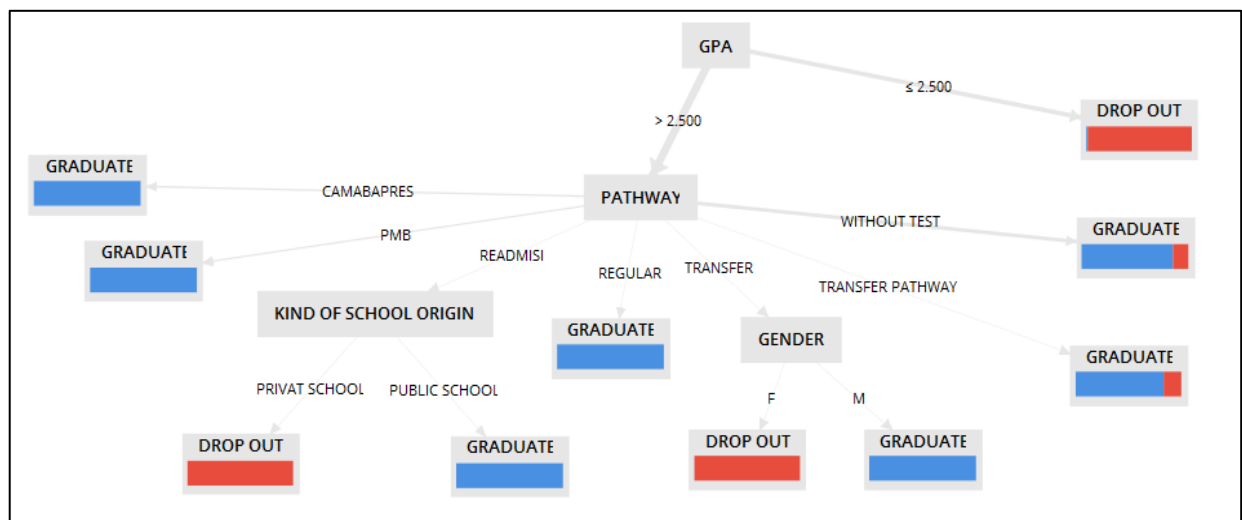 GPA
≤ 2.500
DROP OUT
> 2.500
GRADUATE
CAMABAPRES
PATHWAY
WITHOUT TEST
GRADUATE
PMB
GRADUATE
READMISI
REGULAR
TRANSFER
TRANSFER PATHWAY
KIND OF SCHOOL ORIGIN
GRADUATE
GENDER
GRADUATE
PRIVAT SCHOOL
PUBLIC SCHOOL
F
M
DROP OUT
GRADUATE
DROP OUT
GRADUATE